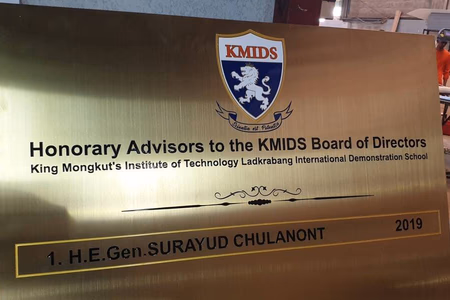 KMIDS
Honorary Advisors to the KMIDS Board of Directors
King Mongkut's Institute of Technology Ladkrabang International Demonstration School
1. H.E.Gen.SURAYUD CHULANONT 2019